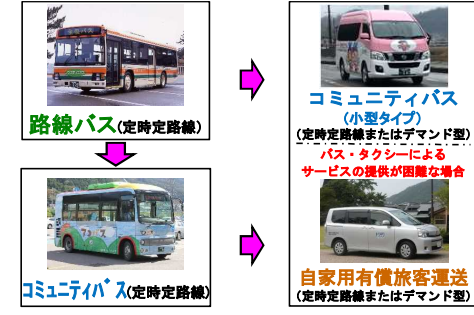 路線バス(定時定路線)
コミュニティバス(定時定路線)
コミュニティバス
(小型タイプ)
(定時定路線またはデマンド型)
バス・タクシーによる
サービスの提供が困難な場合
自家用有償旅客運送
(定時定路線またはデマンド型)